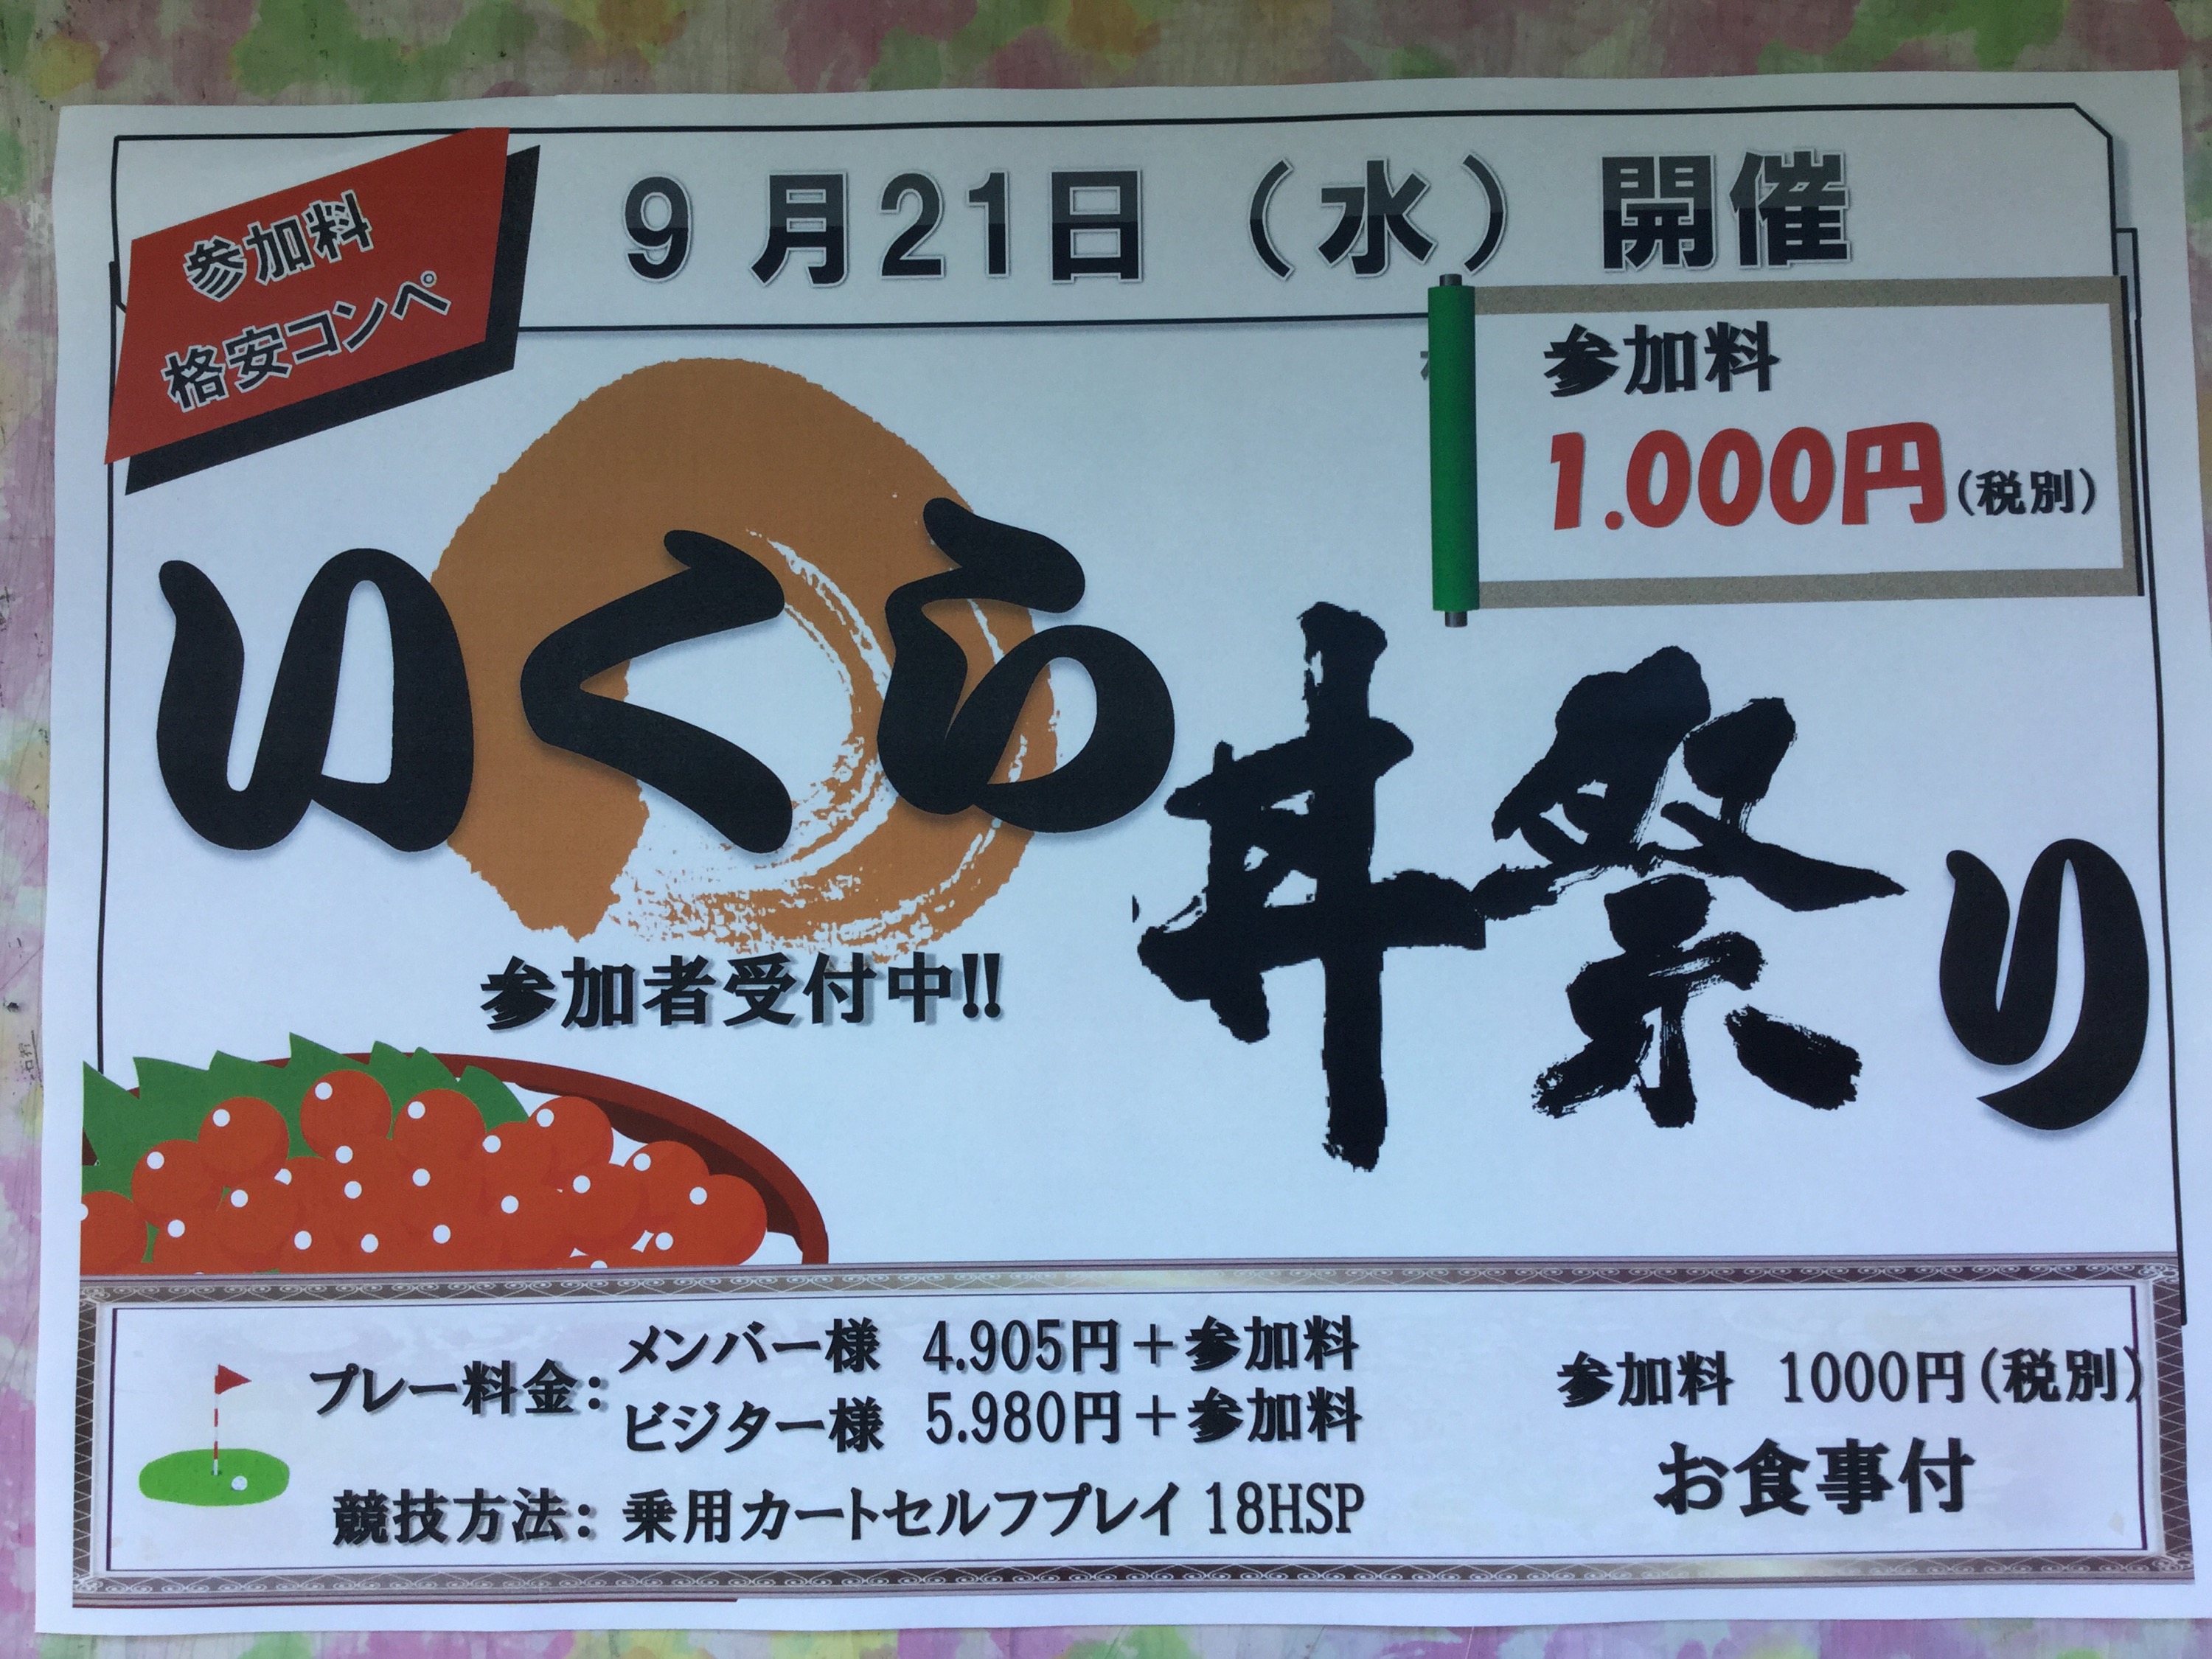 参加料
格安コンペ
9月21日（水）開催
参加料
1.000円(税別)
いくら丼祭り
参加者受付中!!
プレー料金:
メンバー様 4.905円＋参加料
ビジター様 5.980円＋参加料
競技方法: 乗用カートセルフプレイ 18HSP
参加料 1000円(税別)
お食事付